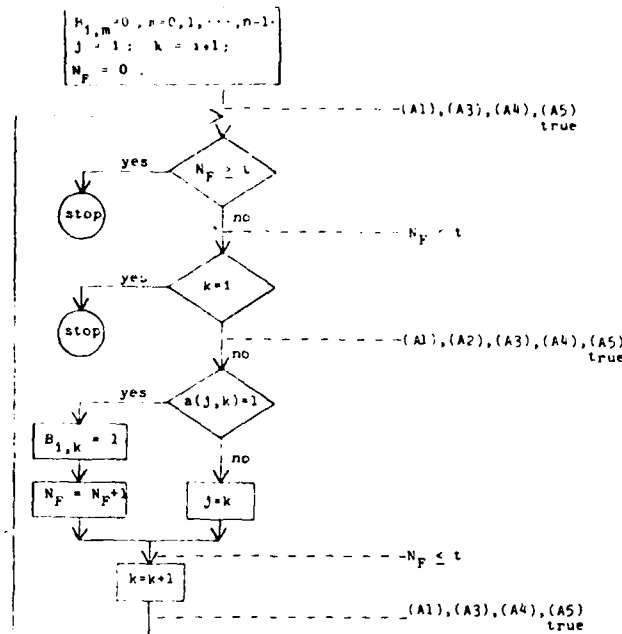 B i,m =0 ,m=0,1,...,n-1.
j = i; k = i+1;
N_F = 0 .
(A1),(A3),(A4),(A5)
true
yes
N_F ≥ t
stop
no
N_F < t
yes
k=i
stop
(A1),(A2),(A3),(A4),(A5)
true
no
yes
a(j,k)=1
B i,k = 1
no
N_F = N_F+1
j=k
N_F ≤ t
k=k+1
(A1),(A3),(A4),(A5)
true